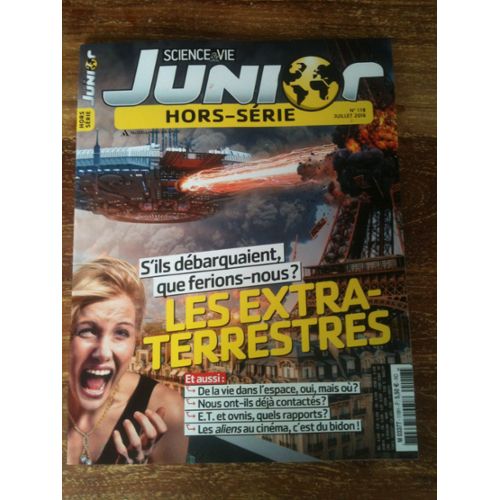 SCIENCE & VIE
JUNIOR
HORS-SÉRIE
N° 118
JUILLET 2016
JUNIOR
HORS
SÉRIE
S'ils débarquaient,
que ferions-nous ?
LES EXTRA-
TERRESTRES
Et aussi :
De la vie dans l'espace, oui, mais où ?
Nous ont-ils déjà contactés ?
E.T. et ovnis, quels rapports ?
Les aliens au cinéma, c'est du bidon !